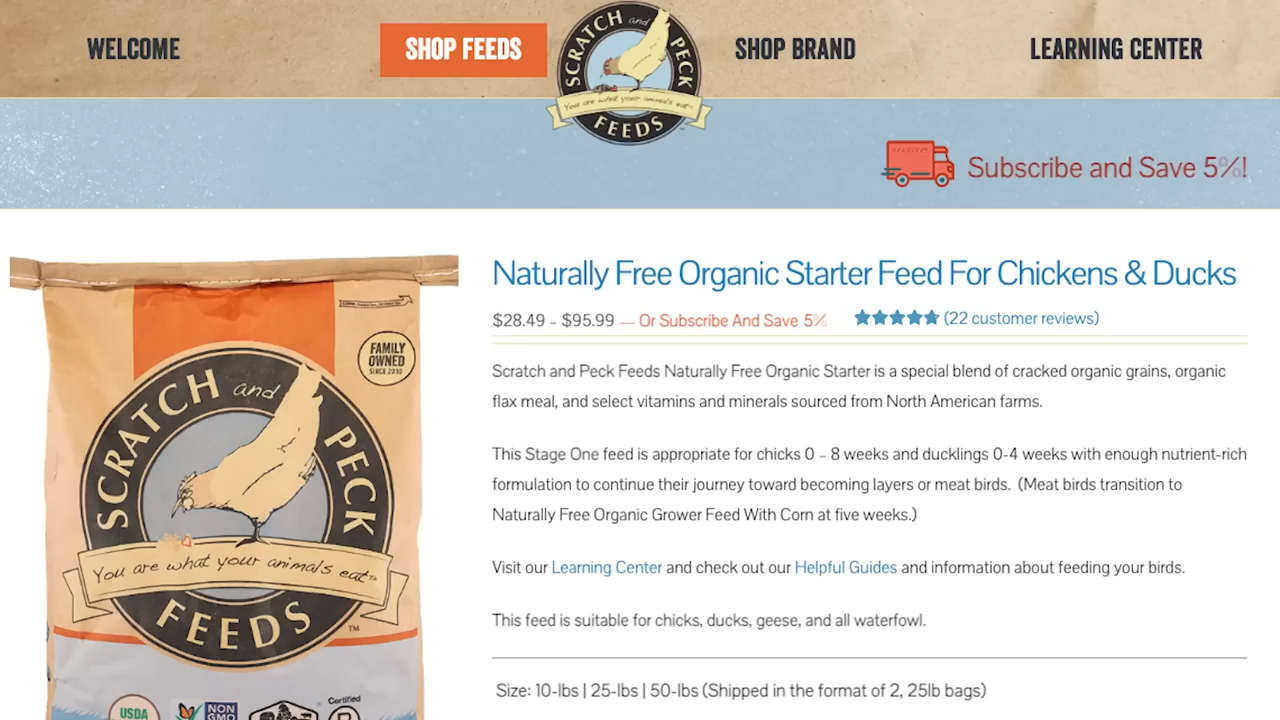 WELCOME
SHOP FEEDS
SCRATCH and PECK
You are what your animals eat™
FEEDS
SHOP BRAND
LEARNING CENTER
Subscribe and Save 5%!
FAMILY
OWNED
SINCE 2010
SCRATCH and PECK
You are what your animals eat™
FEEDS™
USDA
NON
GMO
Certified
Naturally Free Organic Starter Feed For Chickens & Ducks
$28.49 – $95.99 — Or Subscribe And Save 5%
(22 customer reviews)
Scratch and Peck Feeds Naturally Free Organic Starter is a special blend of cracked organic grains, organic
flax meal, and select vitamins and minerals sourced from North American farms.
This Stage One feed is appropriate for chicks 0 – 8 weeks and ducklings 0-4 weeks with enough nutrient-rich
formulation to continue their journey toward becoming layers or meat birds. (Meat birds transition to
Naturally Free Organic Grower Feed With Corn at five weeks.)
Visit our Learning Center and check out our Helpful Guides and information about feeding your birds.
This feed is suitable for chicks, ducks, geese, and all waterfowl.
Size: 10-lbs | 25-lbs | 50-lbs (Shipped in the format of 2, 25lb bags)